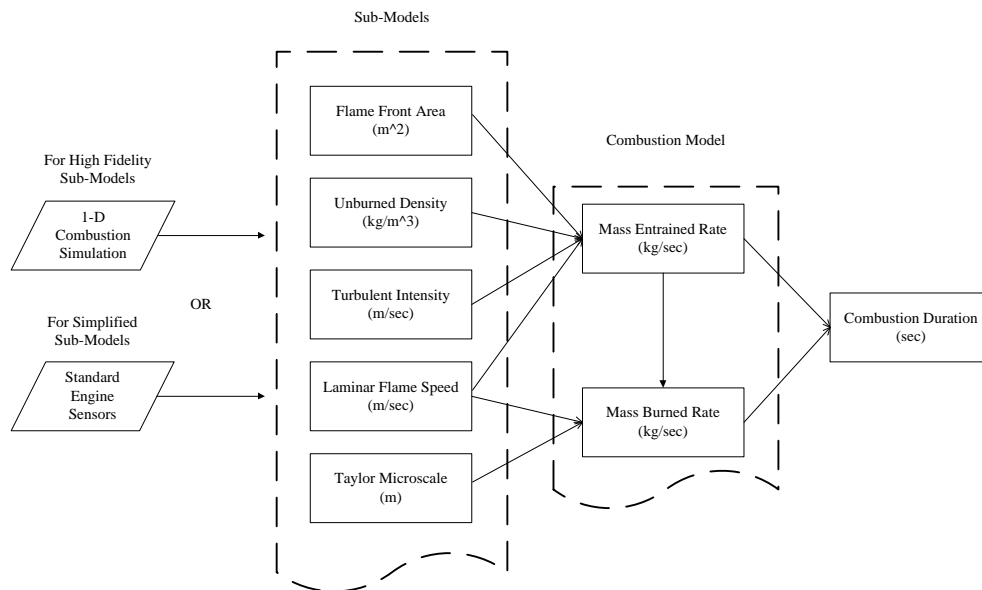 Sub-Models
Flame Front Area
(m^2)
Combustion Model
For High Fidelity
Sub-Models
1-D
Combustion
Simulation
Unburned Density
(kg/m^3)
Mass Entrained Rate
(kg/sec)
OR
Turbulent Intensity
(m/sec)
Combustion Duration
(sec)
For Simplified
Sub-Models
Standard
Engine
Sensors
Laminar Flame Speed
(m/sec)
Mass Burned Rate
(kg/sec)
Taylor Microscale
(m)